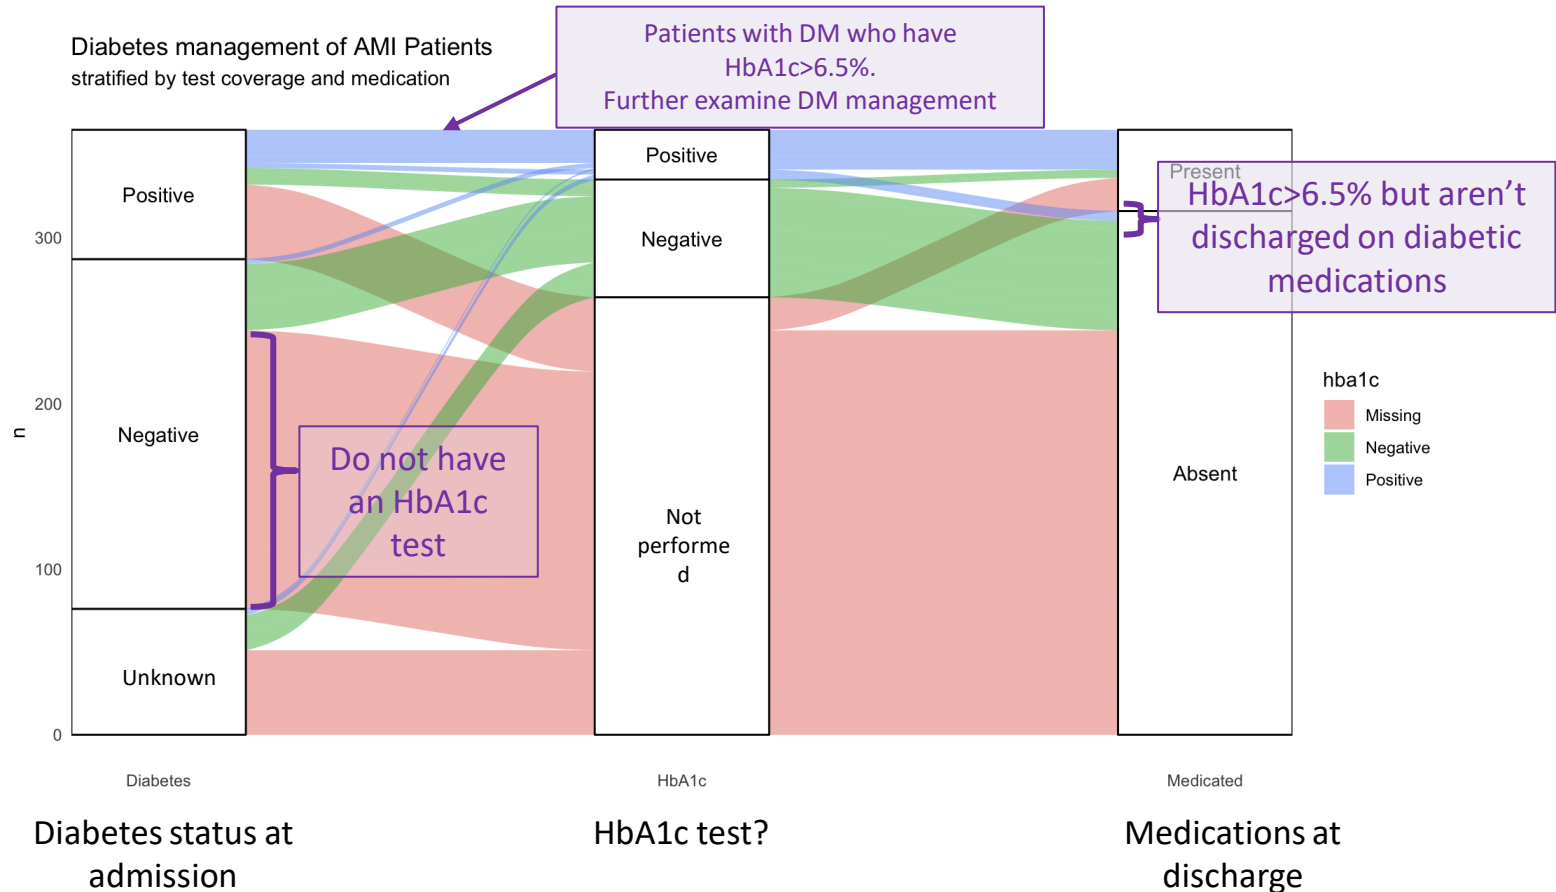 Diabetes management of AMI Patients
stratified by test coverage and medication
Patients with DM who have
HbA1c>6.5%.
Further examine DM management
Positive
Negative
Unknown
Do not have
an HbA1c
test
Positive
Negative
Not
performe
d
Present
HbA1c>6.5% but aren’t
discharged on diabetic
medications
Absent
hba1c
Missing
Negative
Positive
n
300
200
100
0
Diabetes
HbA1c
Medicated
Diabetes status at
admission
HbA1c test?
Medications at
discharge